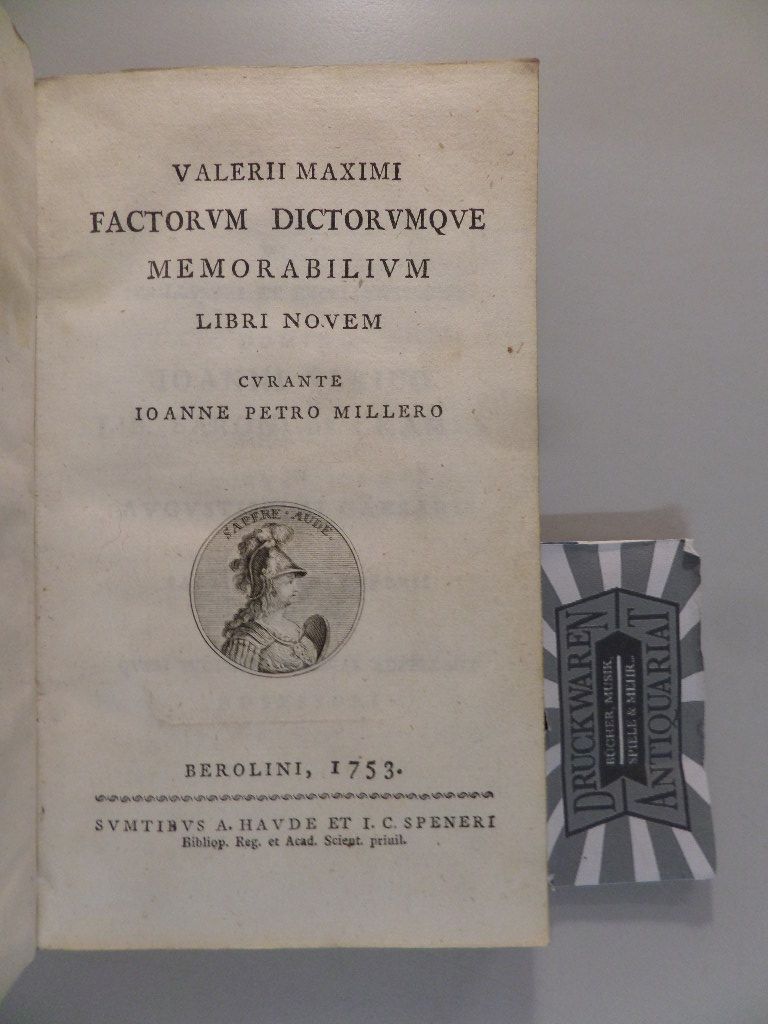 VALERII MAXIMI
FACTORVM DICTORVMQVE
MEMORABILIVM
LIBRI NOVEM
CVRANTE
IOANNE PETRO MILLERO
SAPERE · AUDE
BEROLINI, 1753.
SVMTIBVS A. HAVDE ET I. C. SPENERI
Bibliop. Reg. et Acad. Scient. priuil.
DRUCKWAREN
BÜCHER, MUSIK,
SPIELE & MEHR...
ANTIQUARIAT